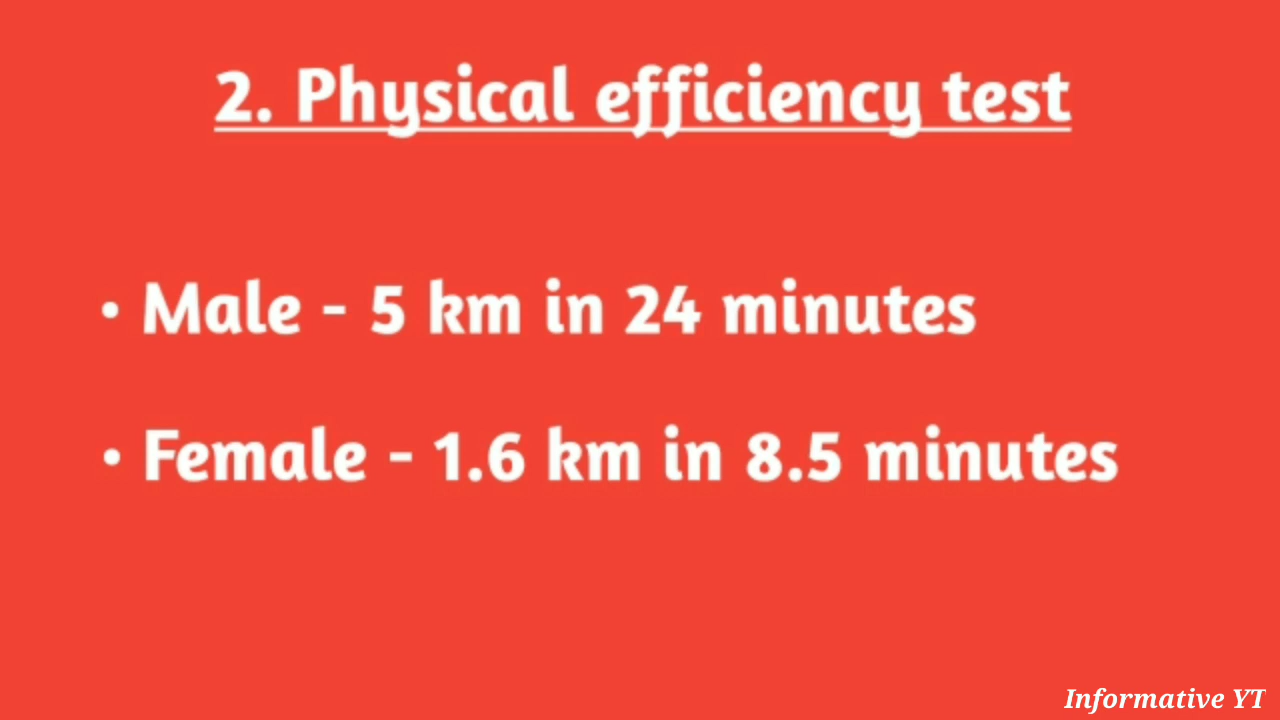 2. Physical efficiency test
• Male - 5 km in 24 minutes
• Female - 1.6 km in 8.5 minutes
Informative YT